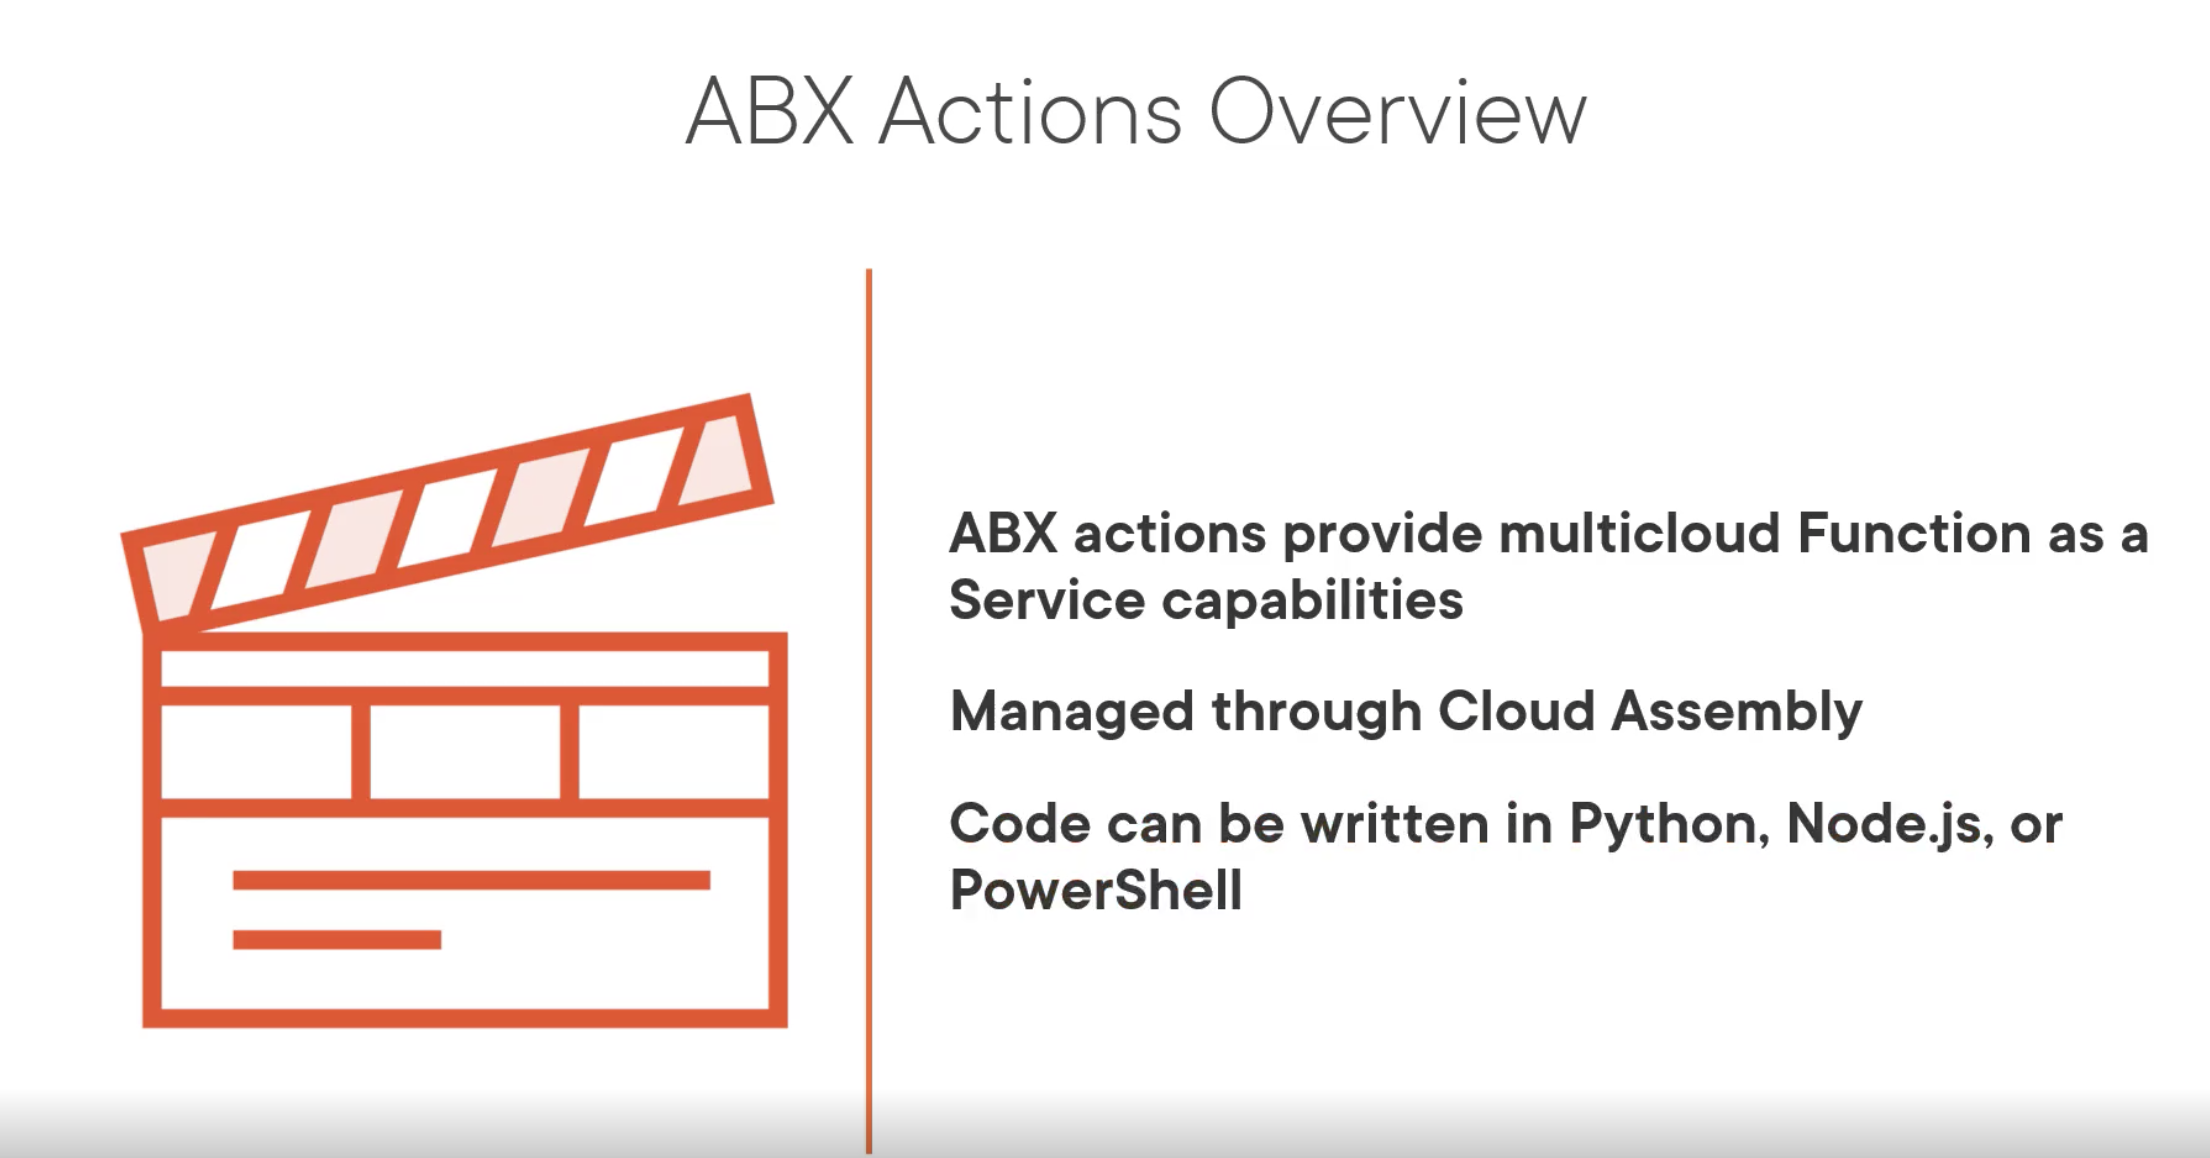 ABX Actions Overview
ABX actions provide multicloud Function as a
Service capabilities
Managed through Cloud Assembly
Code can be written in Python, Node.js, or
PowerShell